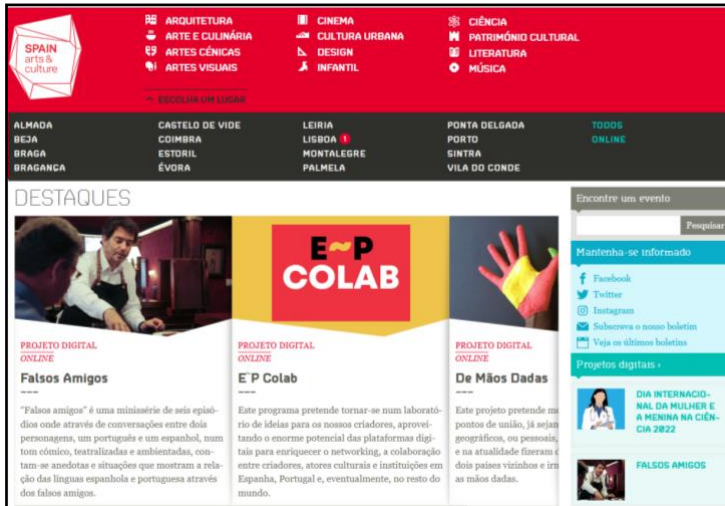 SPAIN
arts &
culture
ARQUITETURA
ARTE E CULINÁRIA
ARTES CÉNICAS
ARTES VISUAIS
CINEMA
CULTURA URBANA
DESIGN
INFANTIL
CIÊNCIA
PATRIMÓNIO CULTURAL
LITERATURA
MÚSICA
ESCOLHA UM LUGAR
ALMADA
BEJA
BRAGA
BRAGANÇA
CASTELO DE VIDE
COIMBRA
ESTORIL
ÉVORA
LEIRIA
LISBOA 1
MONTALEGRE
PALMELA
PONTA DELGADA
PORTO
SINTRA
VILA DO CONDE
TODOS
ONLINE
DESTAQUES
PROJETO DIGITAL
ONLINE
Falsos Amigos
---
"Falsos amigos" é uma minissérie de seis episó-
dios onde através de conversações entre dois
personagens, um português e um espanhol, num
tom cómico, teatralizadas e ambientadas, con-
tam-se anedotas e situações que mostram a rela-
ção das línguas espanhola e portuguesa através
dos falsos amigos.
E~P
COLAB
PROJETO DIGITAL
ONLINE
E~P Colab
---
Este programa pretende tornar-se num laborató-
rio de ideias para os nossos criadores, aprovei-
tando o enorme potencial das plataformas digi-
tais para enriquecer o networking, a colaboração
entre criadores, atores culturais e instituições em
Espanha, Portugal e, eventualmente, no resto do
mundo.
PROJETO DIGITAL
ONLINE
De Mãos Dadas
---
Este projeto pretende
pontos de união, já sejam
geográficos, ou pessoais,
e na atualidade fizeram
dois países vizinhos e
as mãos dadas.
Encontre um evento
Pesquisar
Mantenha-se informado
Facebook
Twitter
Instagram
Subscreva o nosso boletim
Veja os últimos boletins
Projetos digitais ›
DIA INTERNACIO-
NAL DA MULHER E
A MENINA NA CIÊN-
CIA 2022
FALSOS AMIGOS